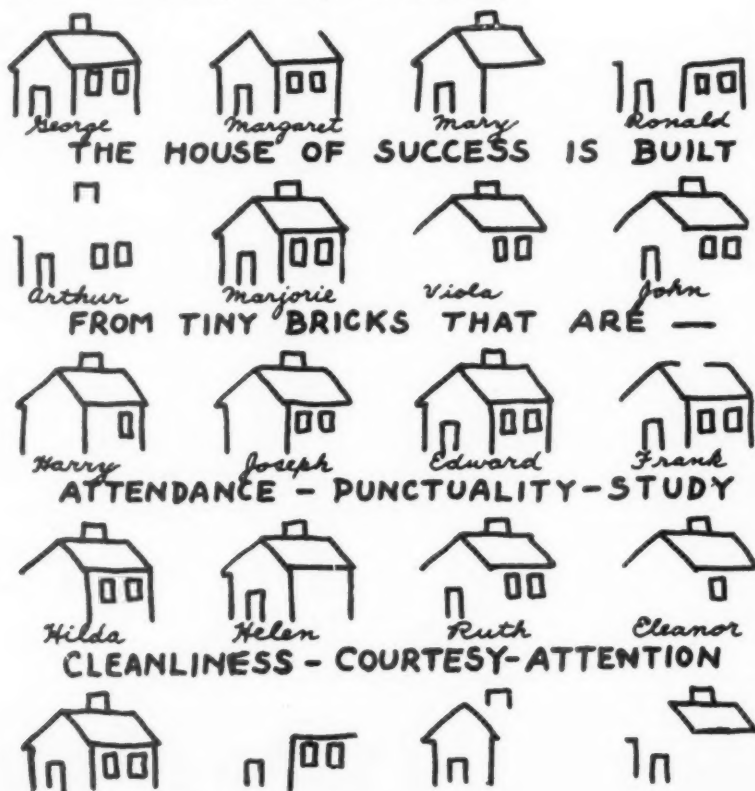 George Margaret Mary Ronald
THE HOUSE OF SUCCESS IS BUILT
Arthur Marjorie Viola John
FROM TINY BRICKS THAT ARE —
Harry Joseph Edward Frank
ATTENDANCE – PUNCTUALITY – STUDY
Hilda Helen Ruth Eleanor
CLEANLINESS – COURTESY – ATTENTION